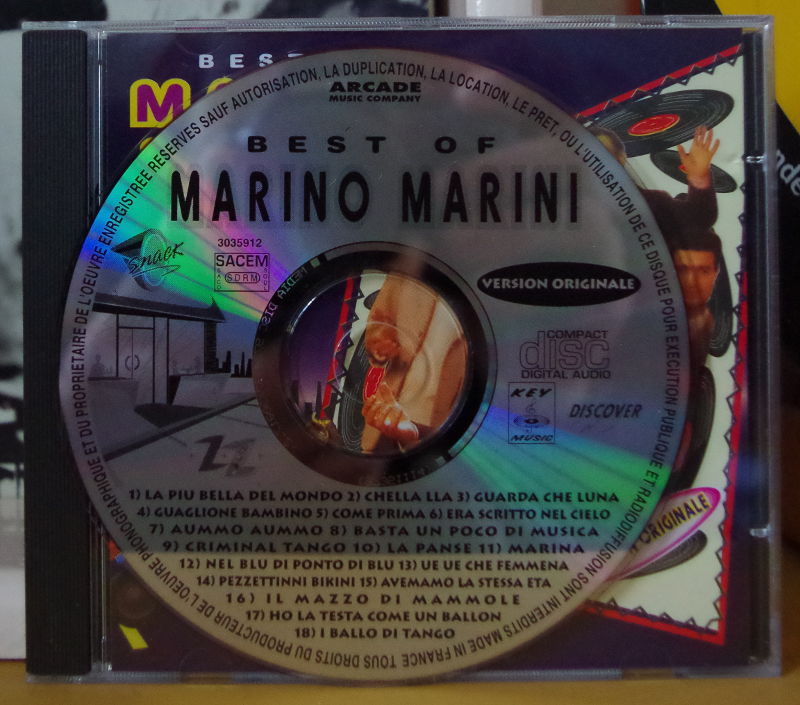 BEST
M
ARCADE
MUSIC COMPANY
BEST OF
MARINO MARINI
snack
3035912
SACEM
SDRM
VERSION ORIGINALE
COMPACT
disc
DIGITAL AUDIO
KEY
MUSIC
DISCOVER
1) LA PIU BELLA DEL MONDO 2) CHELLA LLA 3) GUARDA CHE LUNA
4) GUAGLIONE BAMBINO 5) COME PRIMA 6) ERA SCRITTO NEL CIELO
7) AUMMO AUMMO 8) BASTA UN POCO DI MUSICA
9) CRIMINAL TANGO 10) LA PANSE 11) MARINA
12) NEL BLU DI PONTO DI BLU 13) UE UE CHE FEMMENA
14) PEZZETTINNI BIKINI 15) AVEMAMO LA STESSA ETA
16) IL MAZZO DI MAMMOLE
17) HO LA TESTA COME UN BALLON
18) I BALLO DI TANGO
MADE IN FRANCE TOUS DROITS DU PRODUCTEUR DE L'OEUVRE PHONOGRAPHIQUE ET DU PROPRIETAIRE DE L'OEUVRE ENREGISTREE RESERVES SAUF AUTORISATION, LA DUPLICATION, LA LOCATION, LE PRET, OU L'UTILISATION DE CE DISQUE POUR EXECUTION PUBLIQUE ET RADIODIFFUSION SONT INTERDITS
ORIGINALE
nde